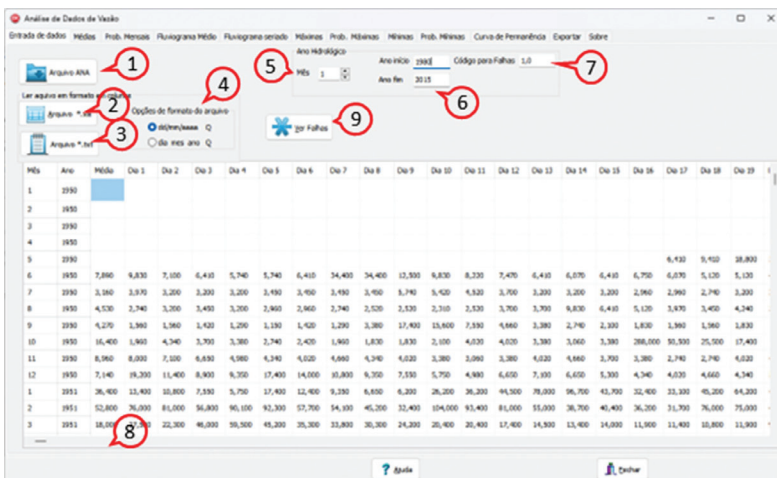 Análise de Dados de Vazão
Entrada de dados Médias Prob. Mensais Fluviograma Médio Fluviograma seriado Máximas Prob. Máximas Mínimas Prob. Mínimas Curva de Permanência Exportar Sobre
Arquivo ANA
1
Ler aquivo em formato em coluna
Arquivo
2
Arquivo *.txt
3
4
Opções de formato do arquivo
dd/mm/aaaa Q
dia mes ano Q
Ano Hidrológico
5
Mês 1
Ano início 1980
Ano fim 2015
6
Código para Falhas 1,0
7
Ver Falhas
9
Mês Ano Média Dia 1 Dia 2 Dia 3 Dia 4 Dia 5 Dia 6 Dia 7 Dia 8 Dia 9 Dia 10 Dia 11 Dia 12 Dia 13 Dia 14 Dia 15 Dia 16 Dia 17 Dia 18 Dia 19
1 1950
2 1950
3 1950
4 1950
5 1950 6,410 9,410 18,800
6 1950 7,890 9,830 7,100 6,410 5,740 5,740 6,410 34,400 34,400 12,500 9,830 8,220 7,470 6,410 6,070 6,410 6,750 6,070 5,120 5,120
7 1950 3,160 3,970 3,200 3,200 3,200 3,450 3,450 3,450 3,450 5,740 5,420 4,520 3,700 3,200 3,200 3,200 2,960 2,960 2,740 3,200
8 1950 4,530 2,740 3,200 3,450 3,200 2,960 2,960 2,740 2,520 2,520 2,310 2,520 3,700 3,700 9,830 6,410 5,120 3,970 3,450 4,240
9 1950 4,270 1,560 1,560 1,420 1,290 1,150 1,420 1,290 3,380 17,400 15,600 7,550 4,660 3,380 2,740 2,100 1,830 1,560 1,560 1,830
10 1950 16,400 1,960 4,340 3,700 3,380 2,740 2,420 1,960 1,830 1,830 2,100 4,020 4,020 3,380 3,060 3,380 288,000 50,500 25,500 17,400
11 1950 8,960 8,000 7,100 6,650 4,980 4,340 4,020 4,660 4,340 4,020 3,380 3,060 3,380 4,020 4,660 3,700 3,380 2,740 2,740 4,020
12 1950 7,140 19,200 11,400 8,900 9,350 17,400 14,000 10,800 9,350 7,550 5,750 4,980 6,650 7,100 6,650 5,300 4,340 4,020 4,660 4,340
1 1951 36,400 13,400 10,800 7,550 5,750 17,400 12,400 9,350 6,650 6,200 26,200 36,200 44,500 78,000 96,700 43,700 32,400 33,100 45,200 64,200
2 1951 52,800 76,000 81,000 56,800 90,100 92,300 57,700 54,100 45,200 32,400 104,000 93,400 81,000 55,000 38,700 40,400 36,200 31,700 76,000 75,000
3 1951 18,000 22,300 46,000 59,500 45,200 35,300 33,800 30,300 24,200 20,400 20,400 17,400 14,500 13,400 14,000 11,900 11,400 10,800 11,900
8
Ajuda
Fechar